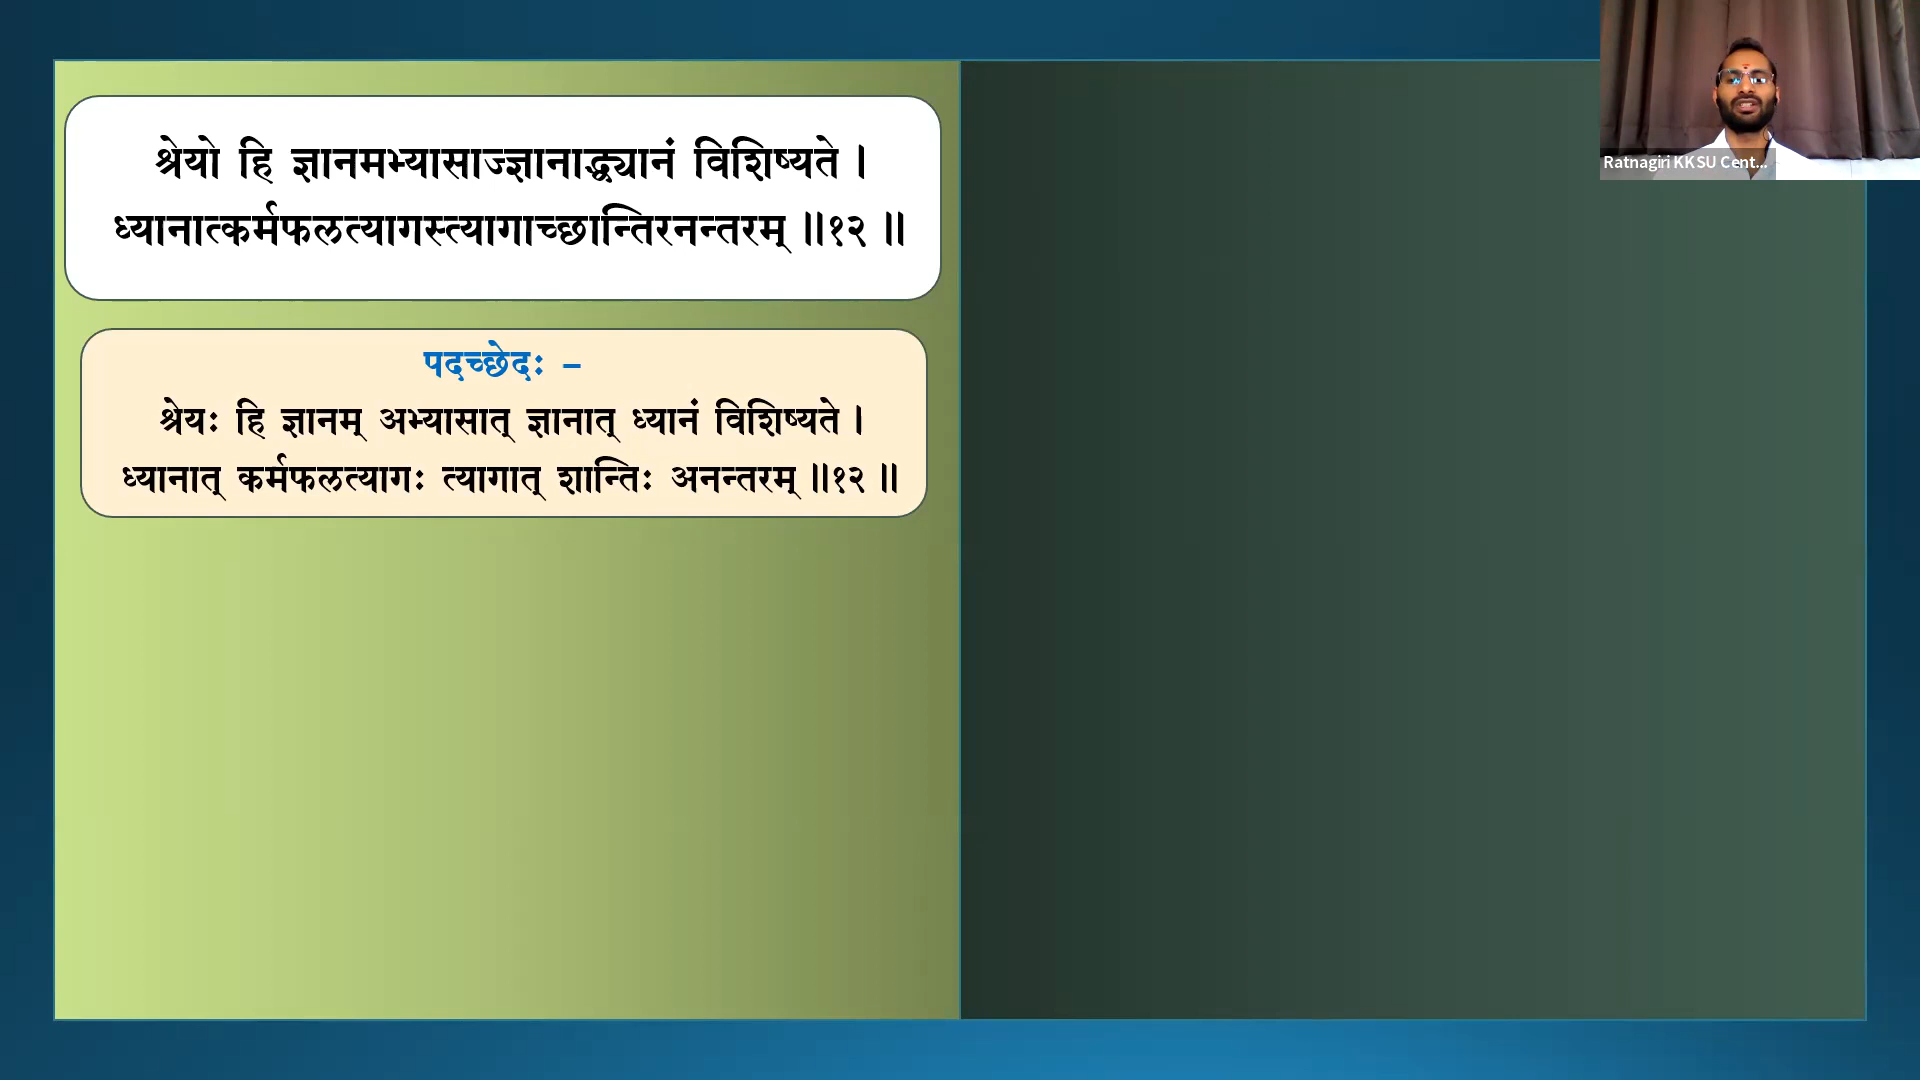 श्रेयो हि ज्ञानमभ्यासाज्ज्ञानाद्ध्यानं विशिष्यते ।
ध्यानात्कर्मफलत्यागस्त्यागाच्छान्तिरनन्तरम् ॥१२ ॥
पदच्छेदः –
श्रेयः हि ज्ञानम् अभ्यासात् ज्ञानात् ध्यानं विशिष्यते ।
ध्यानात् कर्मफलत्यागः त्यागात् शान्तिः अनन्तरम् ॥१२ ॥
Ratnagiri KKSU Cent...